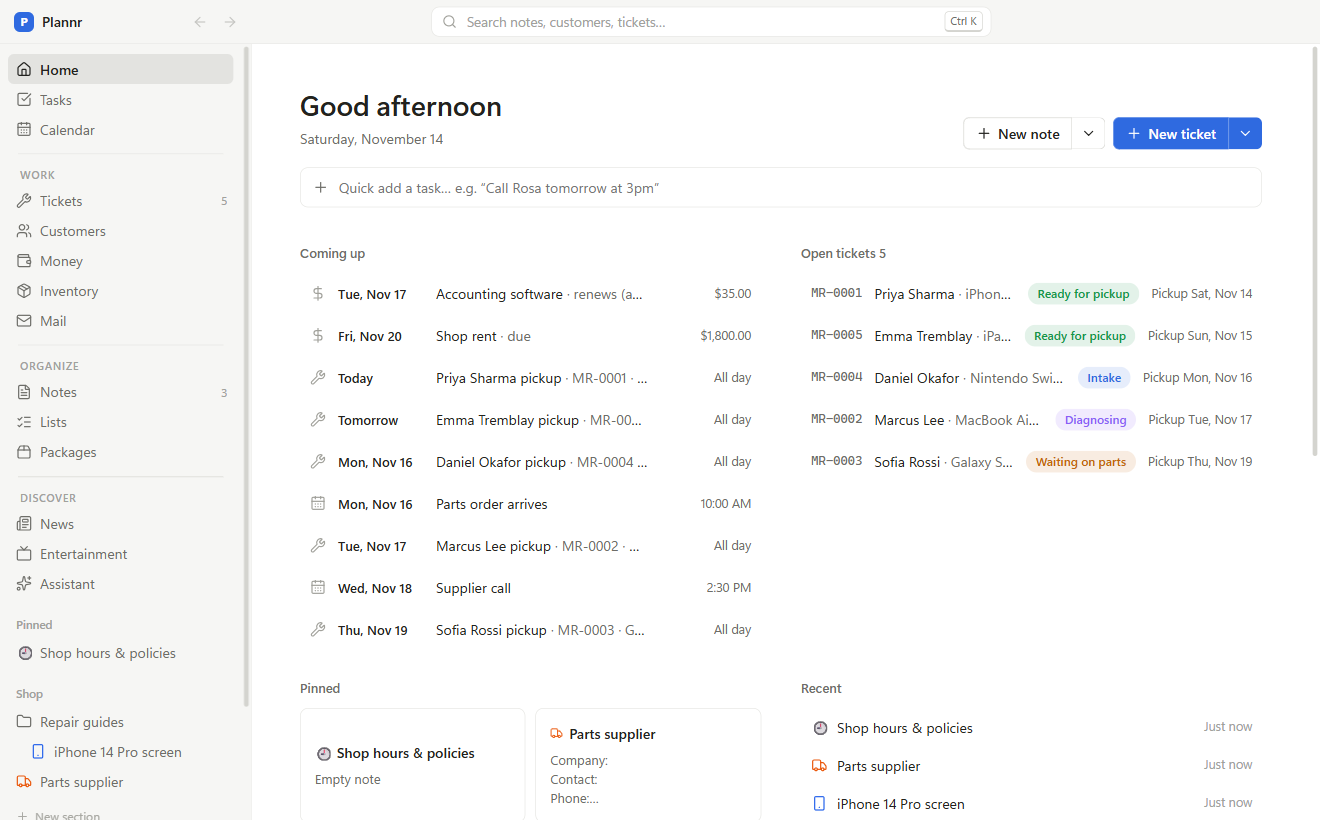 P Plannr
Search notes, customers, tickets...
Ctrl K
Home
Tasks
Calendar
WORK
Tickets 5
Customers
Money
Inventory
Mail
ORGANIZE
Notes 3
Lists
Packages
DISCOVER
News
Entertainment
Assistant
Pinned
Shop hours & policies
Shop
Repair guides
iPhone 14 Pro screen
Parts supplier
New section
Good afternoon
Saturday, November 14
New note
New ticket
Quick add a task... e.g. “Call Rosa tomorrow at 3pm”
Coming up
Tue, Nov 17 Accounting software · renews (a... $35.00
Fri, Nov 20 Shop rent · due $1,800.00
Today Priya Sharma pickup · MR-0001 · ... All day
Tomorrow Emma Tremblay pickup · MR-00... All day
Mon, Nov 16 Daniel Okafor pickup · MR-0004 ... All day
Mon, Nov 16 Parts order arrives 10:00 AM
Tue, Nov 17 Marcus Lee pickup · MR-0002 · ... All day
Wed, Nov 18 Supplier call 2:30 PM
Thu, Nov 19 Sofia Rossi pickup · MR-0003 · G... All day
Open tickets 5
MR-0001 Priya Sharma · iPhon... Ready for pickup Pickup Sat, Nov 14
MR-0005 Emma Tremblay · iPa... Ready for pickup Pickup Sun, Nov 15
MR-0004 Daniel Okafor · Nintendo Swi... Intake Pickup Mon, Nov 16
MR-0002 Marcus Lee · MacBook Ai... Diagnosing Pickup Tue, Nov 17
MR-0003 Sofia Rossi · Galaxy S... Waiting on parts Pickup Thu, Nov 19
Pinned
Shop hours & policies
Empty note
Parts supplier
Company:
Contact:
Phone:...
Recent
Shop hours & policies Just now
Parts supplier Just now
iPhone 14 Pro screen Just now